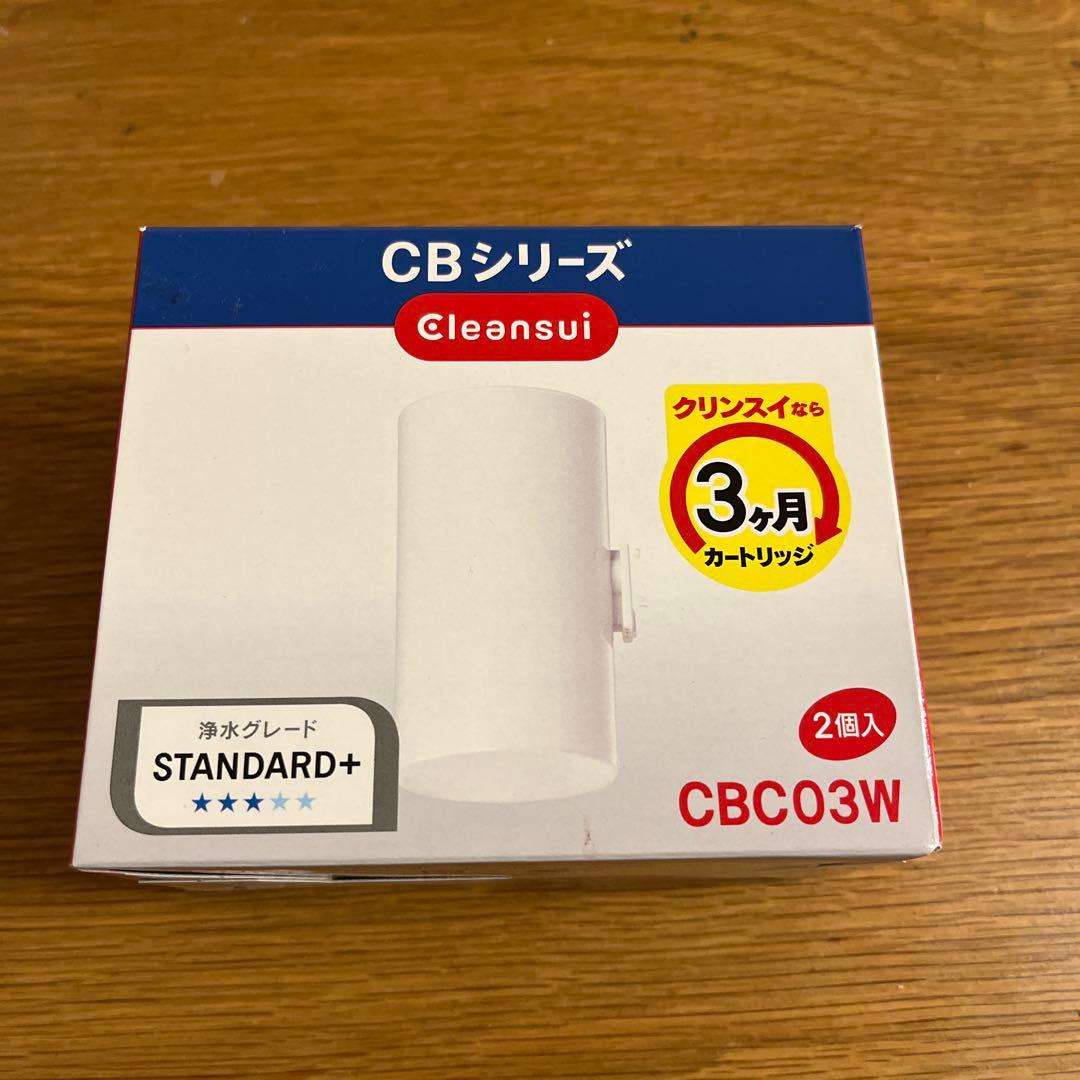 CBシリーズ
Cleansui
クリンスイなら
3ヶ月
カートリッジ
浄水グレード
STANDARD+
★★★★★
2個入
CBC03W